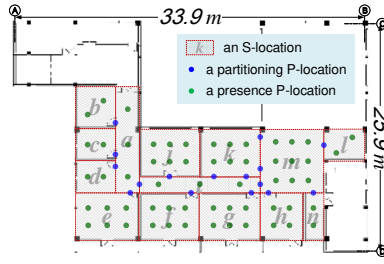 A
33.9 m
B
C
k an S-location
a partitioning P-location
a presence P-location
25.9 m
b
a
c
j
k
m
l
d
e
f
g
h
n